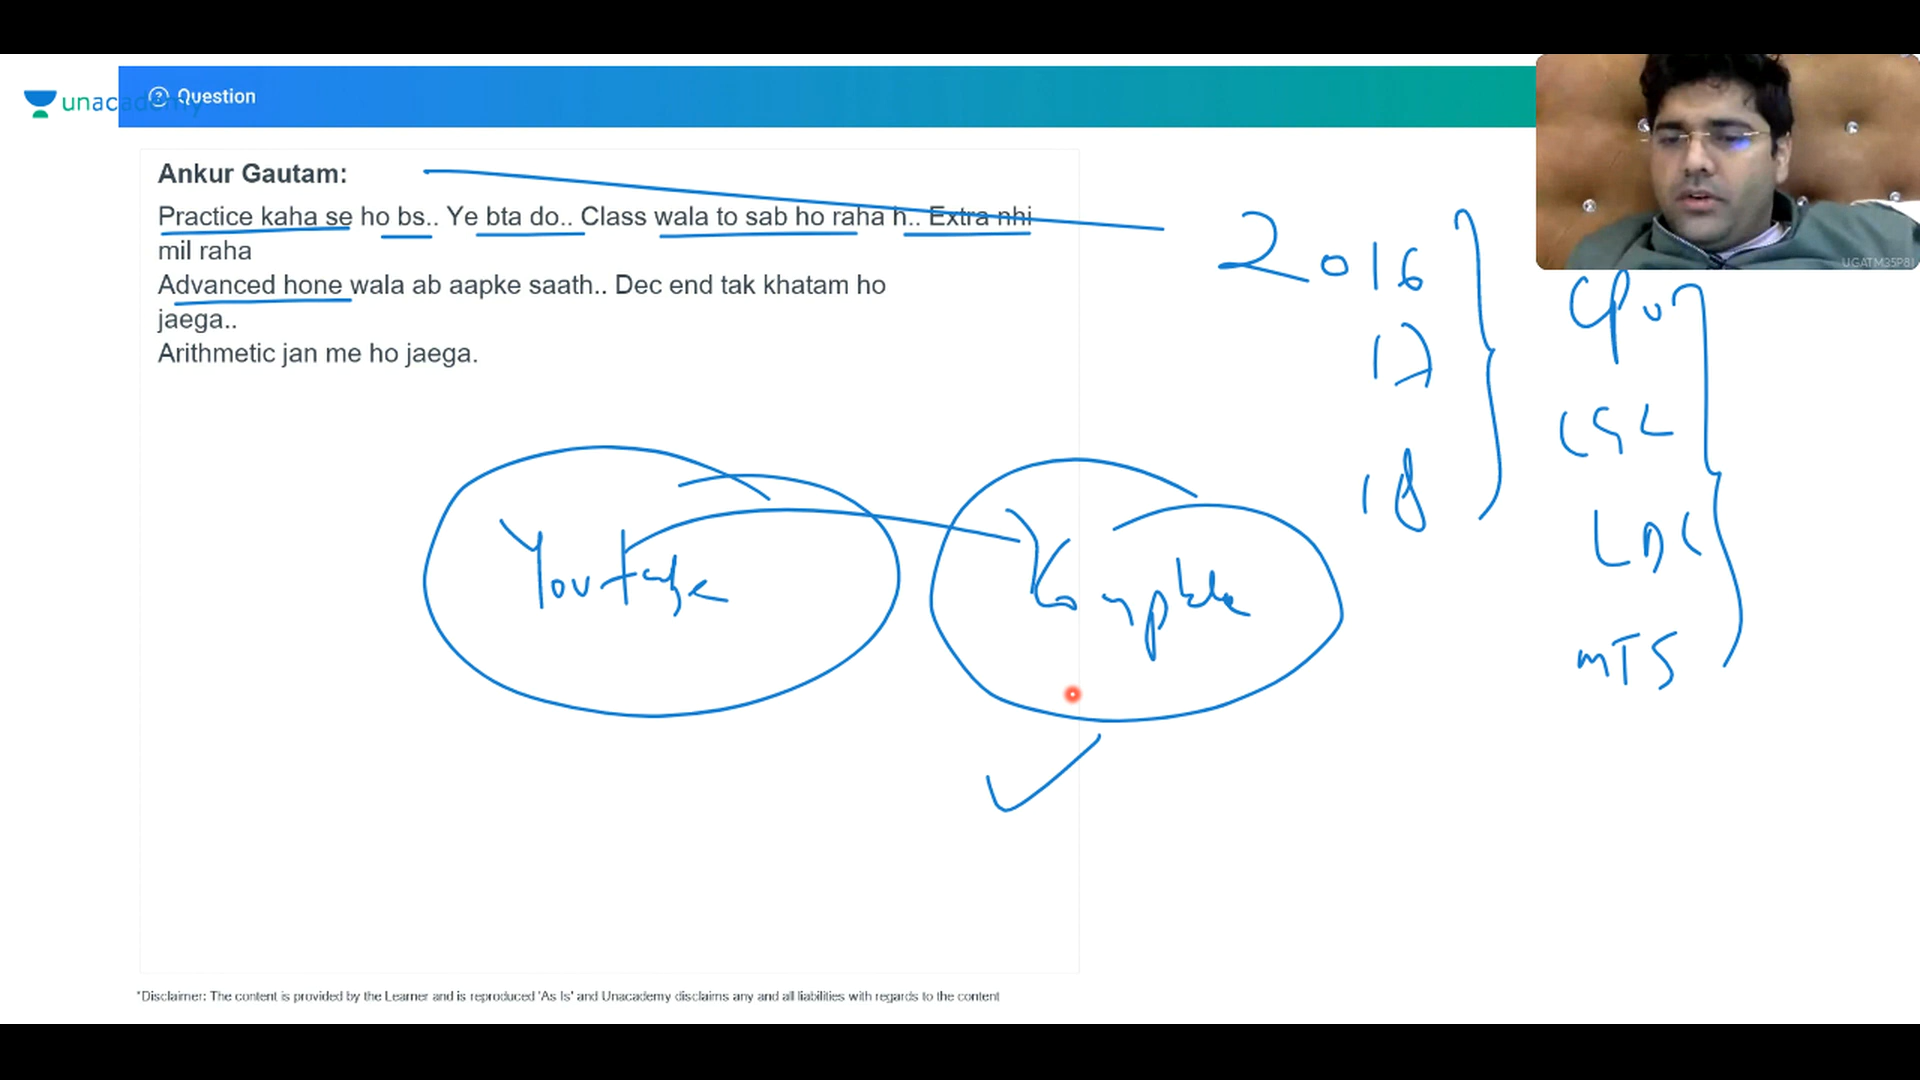 unacademy
Question
Ankur Gautam:
Practice kaha se ho bs.. Ye bta do.. Class wala to sab ho raha h.. Extra nhi
mil raha
Advanced hone wala ab aapke saath.. Dec end tak khatam ho
jaega..
Arithmetic jan me ho jaega.
2016
17
18
CPO
CGL
LDC
MTS
Youtube
UGATM35P8I
*Disclaimer: The content is provided by the Learner and is reproduced 'As Is' and Unacademy disclaims any and all liabilities with regards to the content